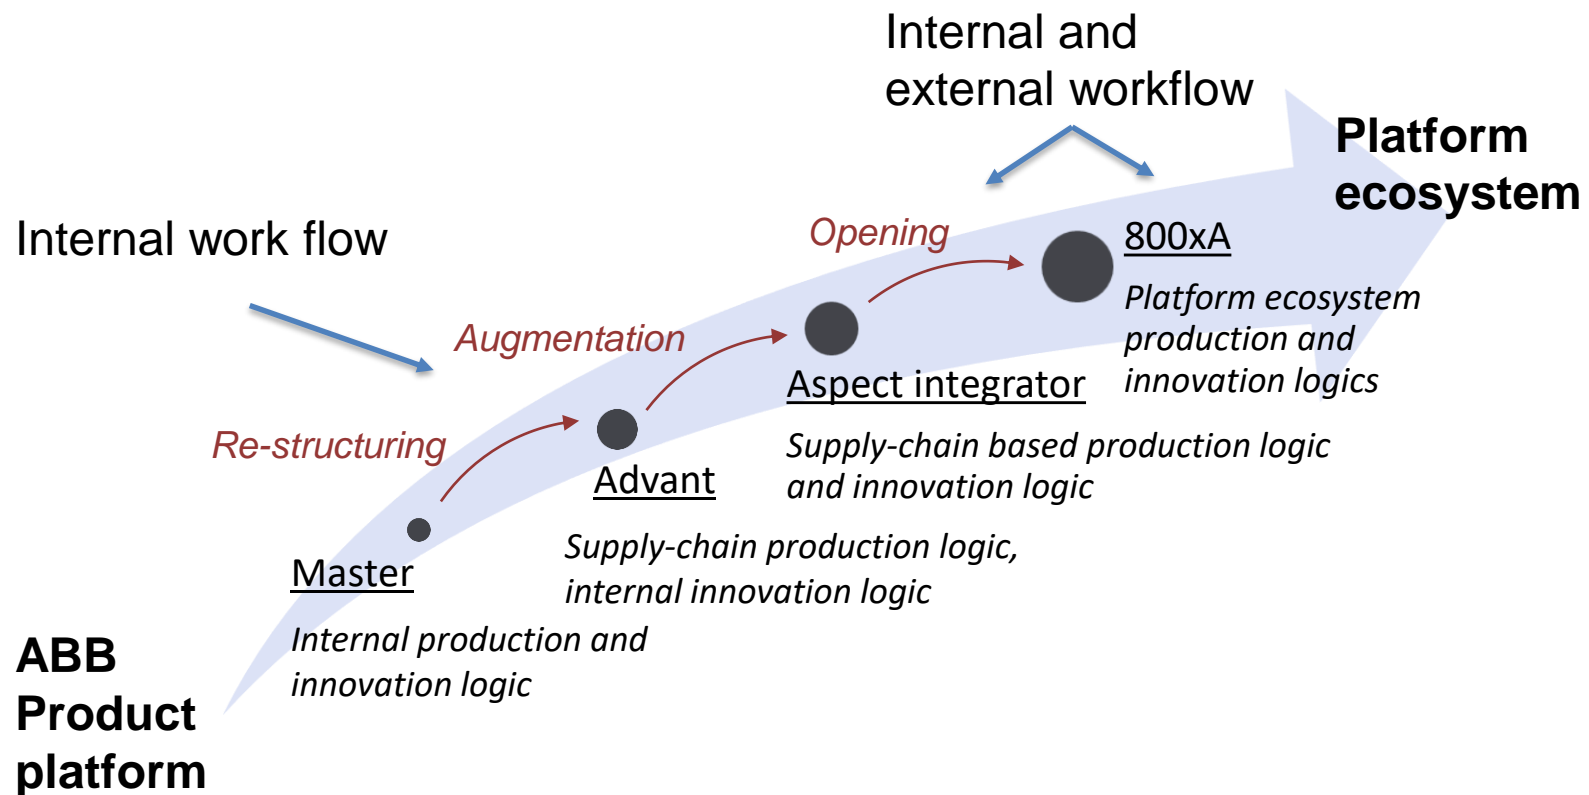 Internal and
external workflow
Platform
ecosystem
Internal work flow
Opening
800xA
Platform ecosystem
production and
innovation logics
Augmentation
Aspect integrator
Supply-chain based production logic
and innovation logic
Re-structuring
Advant
Supply-chain production logic,
internal innovation logic
Master
Internal production and
innovation logic
ABB
Product
platform